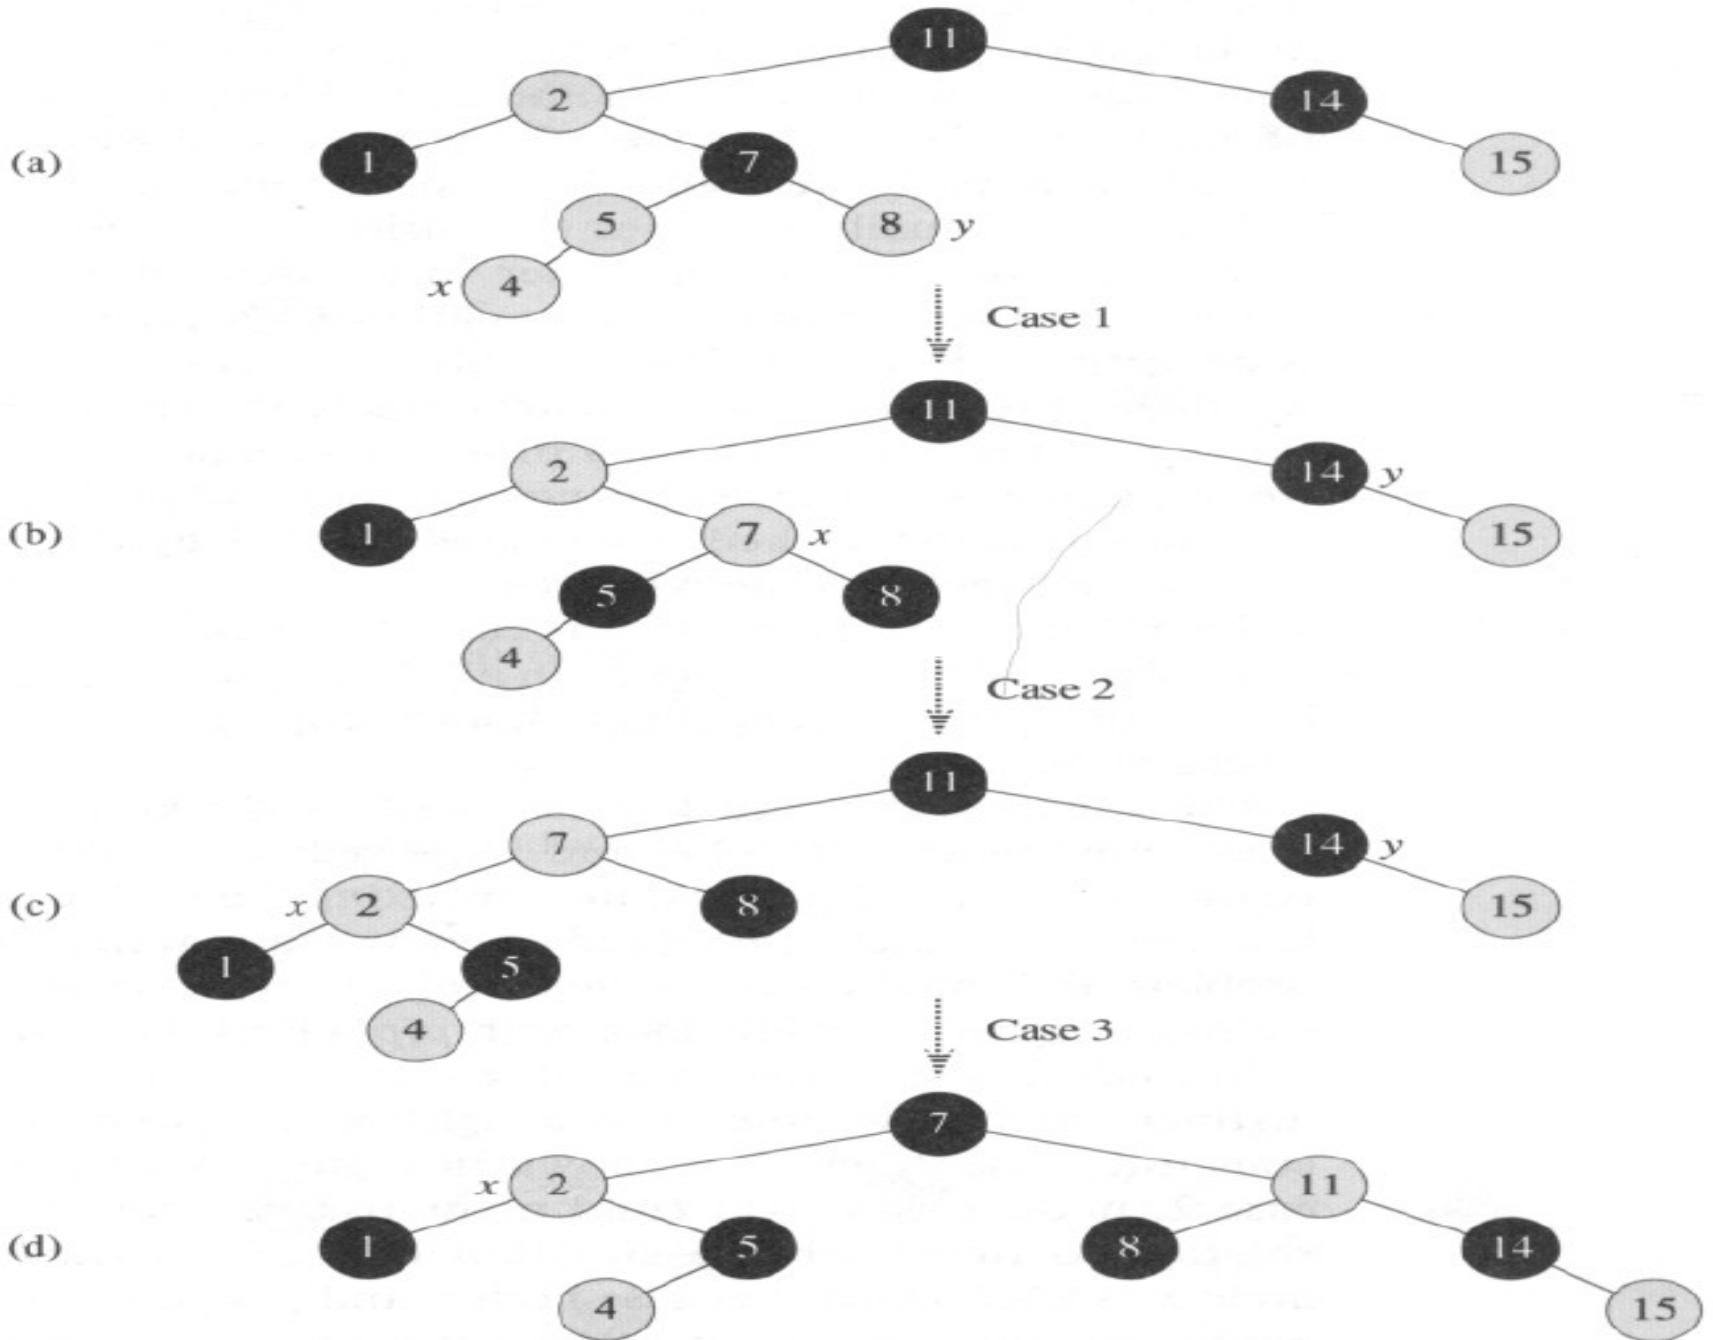 11
2 14
(a) 1 7 15
5 8 y
x 4
Case 1
11
2 14 y
(b) 1 7 x 15
5 8
4
Case 2
11
7 14 y
(c) x 2 8 15
1 5
4
Case 3
7
x 2 11
(d) 1 5 8 14
4 15